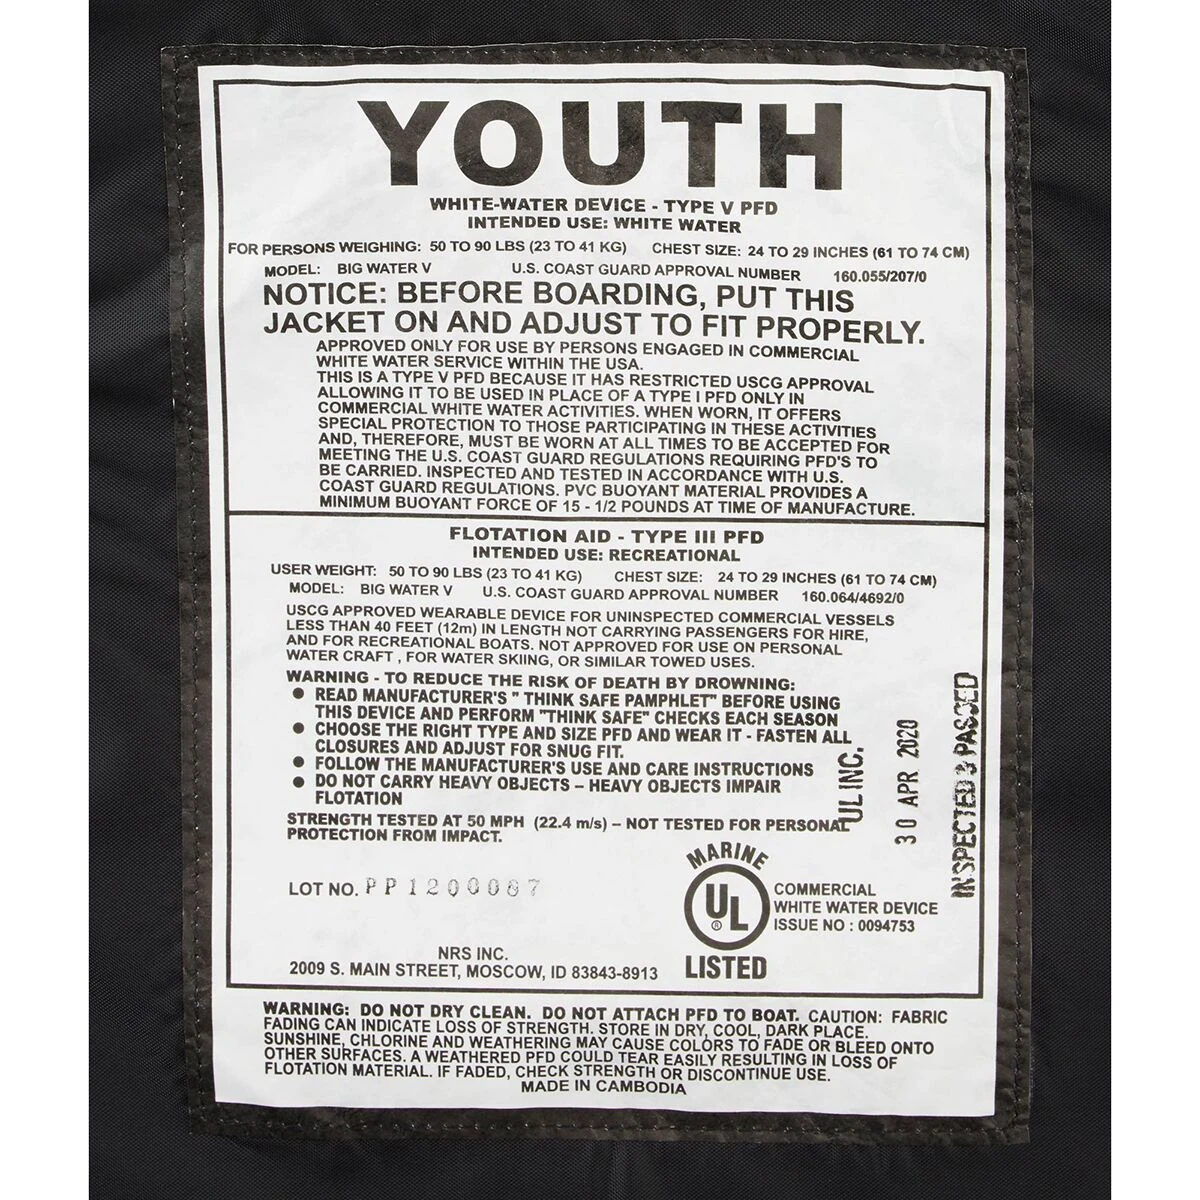 YOUTH
WHITE-WATER DEVICE - TYPE V PFD
INTENDED USE: WHITE WATER
FOR PERSONS WEIGHING: 50 TO 90 LBS (23 TO 41 KG) CHEST SIZE: 24 TO 29 INCHES (61 TO 74 CM)
MODEL: BIG WATER V U.S. COAST GUARD APPROVAL NUMBER 160.055/207/0
NOTICE: BEFORE BOARDING, PUT THIS
JACKET ON AND ADJUST TO FIT PROPERLY.
APPROVED ONLY FOR USE BY PERSONS ENGAGED IN COMMERCIAL
WHITE WATER SERVICE WITHIN THE USA.
THIS IS A TYPE V PFD BECAUSE IT HAS RESTRICTED USCG APPROVAL
ALLOWING IT TO BE USED IN PLACE OF A TYPE I PFD ONLY IN
COMMERCIAL WHITE WATER ACTIVITIES. WHEN WORN, IT OFFERS
SPECIAL PROTECTION TO THOSE PARTICIPATING IN THESE ACTIVITIES
AND, THEREFORE, MUST BE WORN AT ALL TIMES TO BE ACCEPTED FOR
MEETING THE U.S. COAST GUARD REGULATIONS REQUIRING PFD'S TO
BE CARRIED. INSPECTED AND TESTED IN ACCORDANCE WITH U.S.
COAST GUARD REGULATIONS. PVC BUOYANT MATERIAL PROVIDES A
MINIMUM BUOYANT FORCE OF 15 - 1/2 POUNDS AT TIME OF MANUFACTURE.
FLOTATION AID - TYPE III PFD
INTENDED USE: RECREATIONAL
USER WEIGHT: 50 TO 90 LBS (23 TO 41 KG) CHEST SIZE: 24 TO 29 INCHES (61 TO 74 CM)
MODEL: BIG WATER V U.S. COAST GUARD APPROVAL NUMBER 160.064/4692/0
USCG APPROVED WEARABLE DEVICE FOR UNINSPECTED COMMERCIAL VESSELS
LESS THAN 40 FEET (12m) IN LENGTH NOT CARRYING PASSENGERS FOR HIRE,
AND FOR RECREATIONAL BOATS. NOT APPROVED FOR USE ON PERSONAL
WATER CRAFT , FOR WATER SKIING, OR SIMILAR TOWED USES.
WARNING - TO REDUCE THE RISK OF DEATH BY DROWNING:
● READ MANUFACTURER'S " THINK SAFE PAMPHLET" BEFORE USING
THIS DEVICE AND PERFORM "THINK SAFE" CHECKS EACH SEASON
● CHOOSE THE RIGHT TYPE AND SIZE PFD AND WEAR IT - FASTEN ALL
CLOSURES AND ADJUST FOR SNUG FIT.
● FOLLOW THE MANUFACTURER'S USE AND CARE INSTRUCTIONS
● DO NOT CARRY HEAVY OBJECTS – HEAVY OBJECTS IMPAIR
FLOTATION
STRENGTH TESTED AT 50 MPH (22.4 m/s) – NOT TESTED FOR PERSONAL
PROTECTION FROM IMPACT.
UL INC.
30 APR 2020
INSPECTED & PASSED
LOT NO. PP1200087
MARINE
UL
®
LISTED
COMMERCIAL
WHITE WATER DEVICE
ISSUE NO : 0094753
NRS INC.
2009 S. MAIN STREET, MOSCOW, ID 83843-8913
WARNING: DO NOT DRY CLEAN. DO NOT ATTACH PFD TO BOAT. CAUTION: FABRIC
FADING CAN INDICATE LOSS OF STRENGTH. STORE IN DRY, COOL, DARK PLACE.
SUNSHINE, CHLORINE AND WEATHERING MAY CAUSE COLORS TO FADE OR BLEED ONTO
OTHER SURFACES. A WEATHERED PFD COULD TEAR EASILY RESULTING IN LOSS OF
FLOTATION MATERIAL. IF FADED, CHECK STRENGTH OR DISCONTINUE USE.
MADE IN CAMBODIA